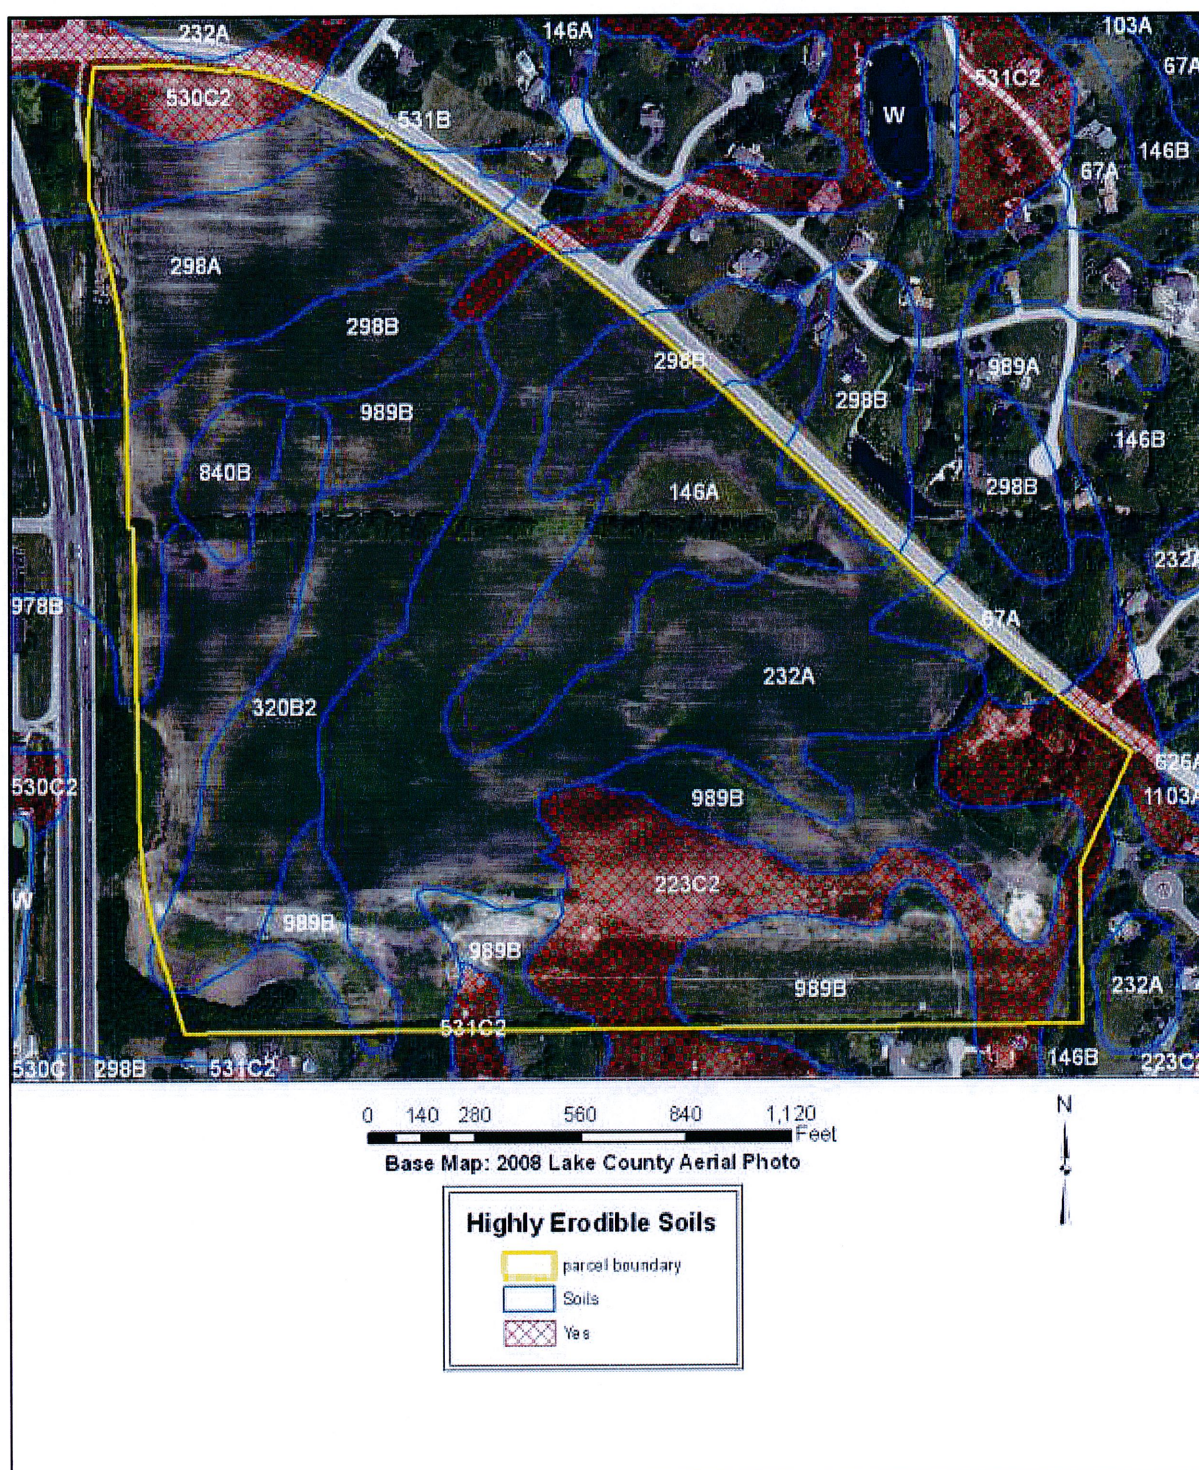 232A
146A
103A
67A
530C2
531C2
531B
W
146B
67A
298A
298B
298B
989A
298B
989B
146B
840B
298B
146A
232A
978B
67A
232A
320B2
626A
530C2
989B
1103A
223C2
W
989B
989B
232A
989B
531C2
146B
530C
298B
531C2
223C2
0 140 280 560 840 1,120
Feet
N
Base Map: 2008 Lake County Aerial Photo
Highly Erodible Soils
parcel boundary
Soils
Yes